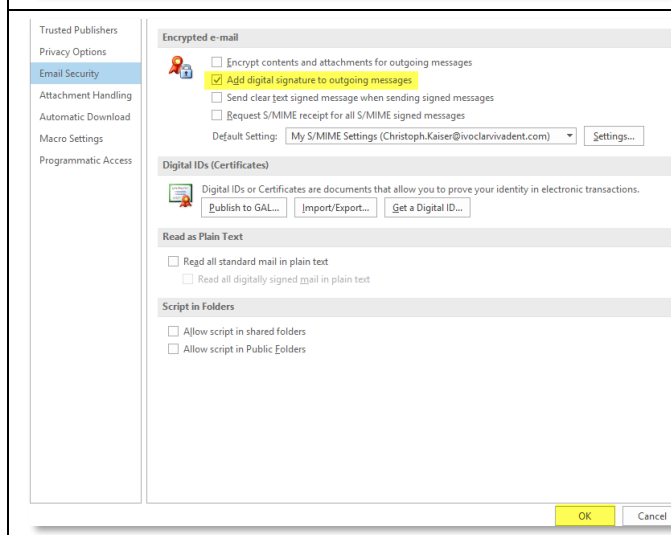 Trusted Publishers
Privacy Options
Email Security
Attachment Handling
Automatic Download
Macro Settings
Programmatic Access
Encrypted e-mail
Encrypt contents and attachments for outgoing messages
Add digital signature to outgoing messages
Send clear text signed message when sending signed messages
Request S/MIME receipt for all S/MIME signed messages
Default Setting: My S/MIME Settings (Christoph.Kaiser@ivoclarvivadent.com) Settings...
Digital IDs (Certificates)
Digital IDs or Certificates are documents that allow you to prove your identity in electronic transactions.
Publish to GAL... Import/Export... Get a Digital ID...
Read as Plain Text
Read all standard mail in plain text
Read all digitally signed mail in plain text
Script in Folders
Allow script in shared folders
Allow script in Public Folders
OK Cancel